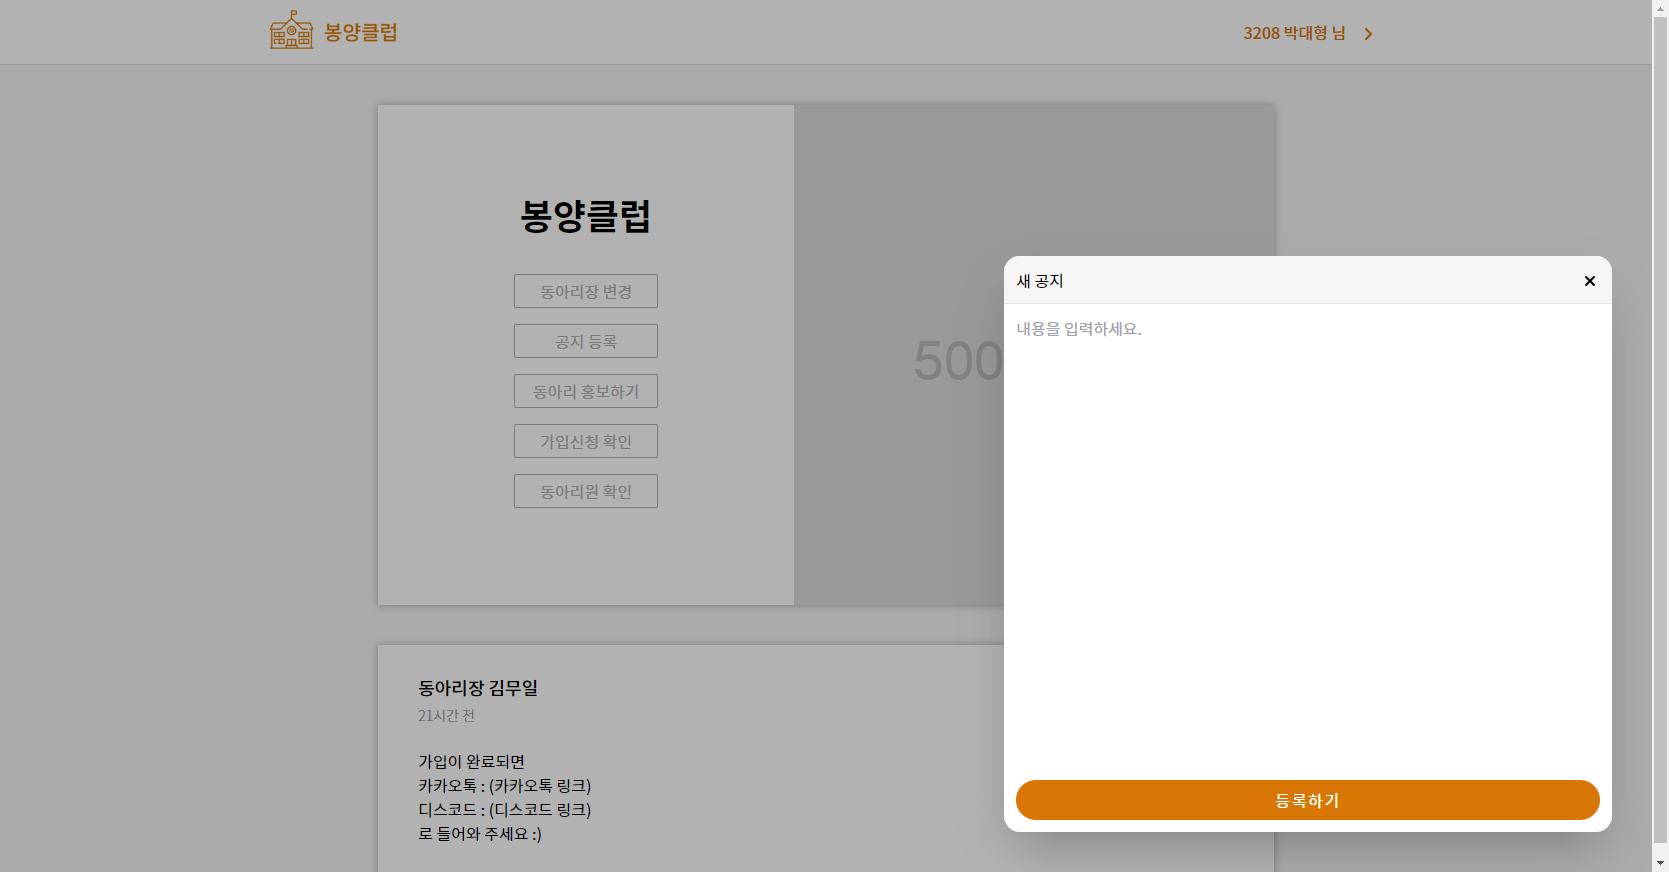 봉양클럽
3208 박대형 님
봉양클럽
동아리장 변경
공지 등록
동아리 홍보하기
가입신청 확인
동아리원 확인
500
새 공지
내용을 입력하세요.
등록하기
동아리장 김무일
21시간 전
가입이 완료되면
카카오톡 : (카카오톡 링크)
디스코드 : (디스코드 링크)
로 들어와 주세요 :)